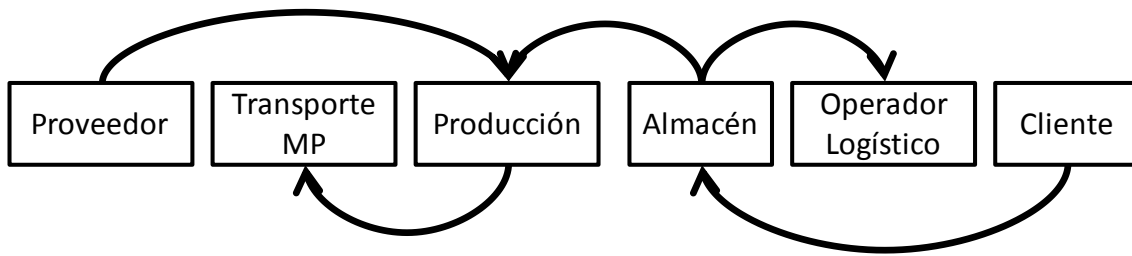 Proveedor
Transporte
MP
Producción
Almacén
Operador
Logístico
Cliente